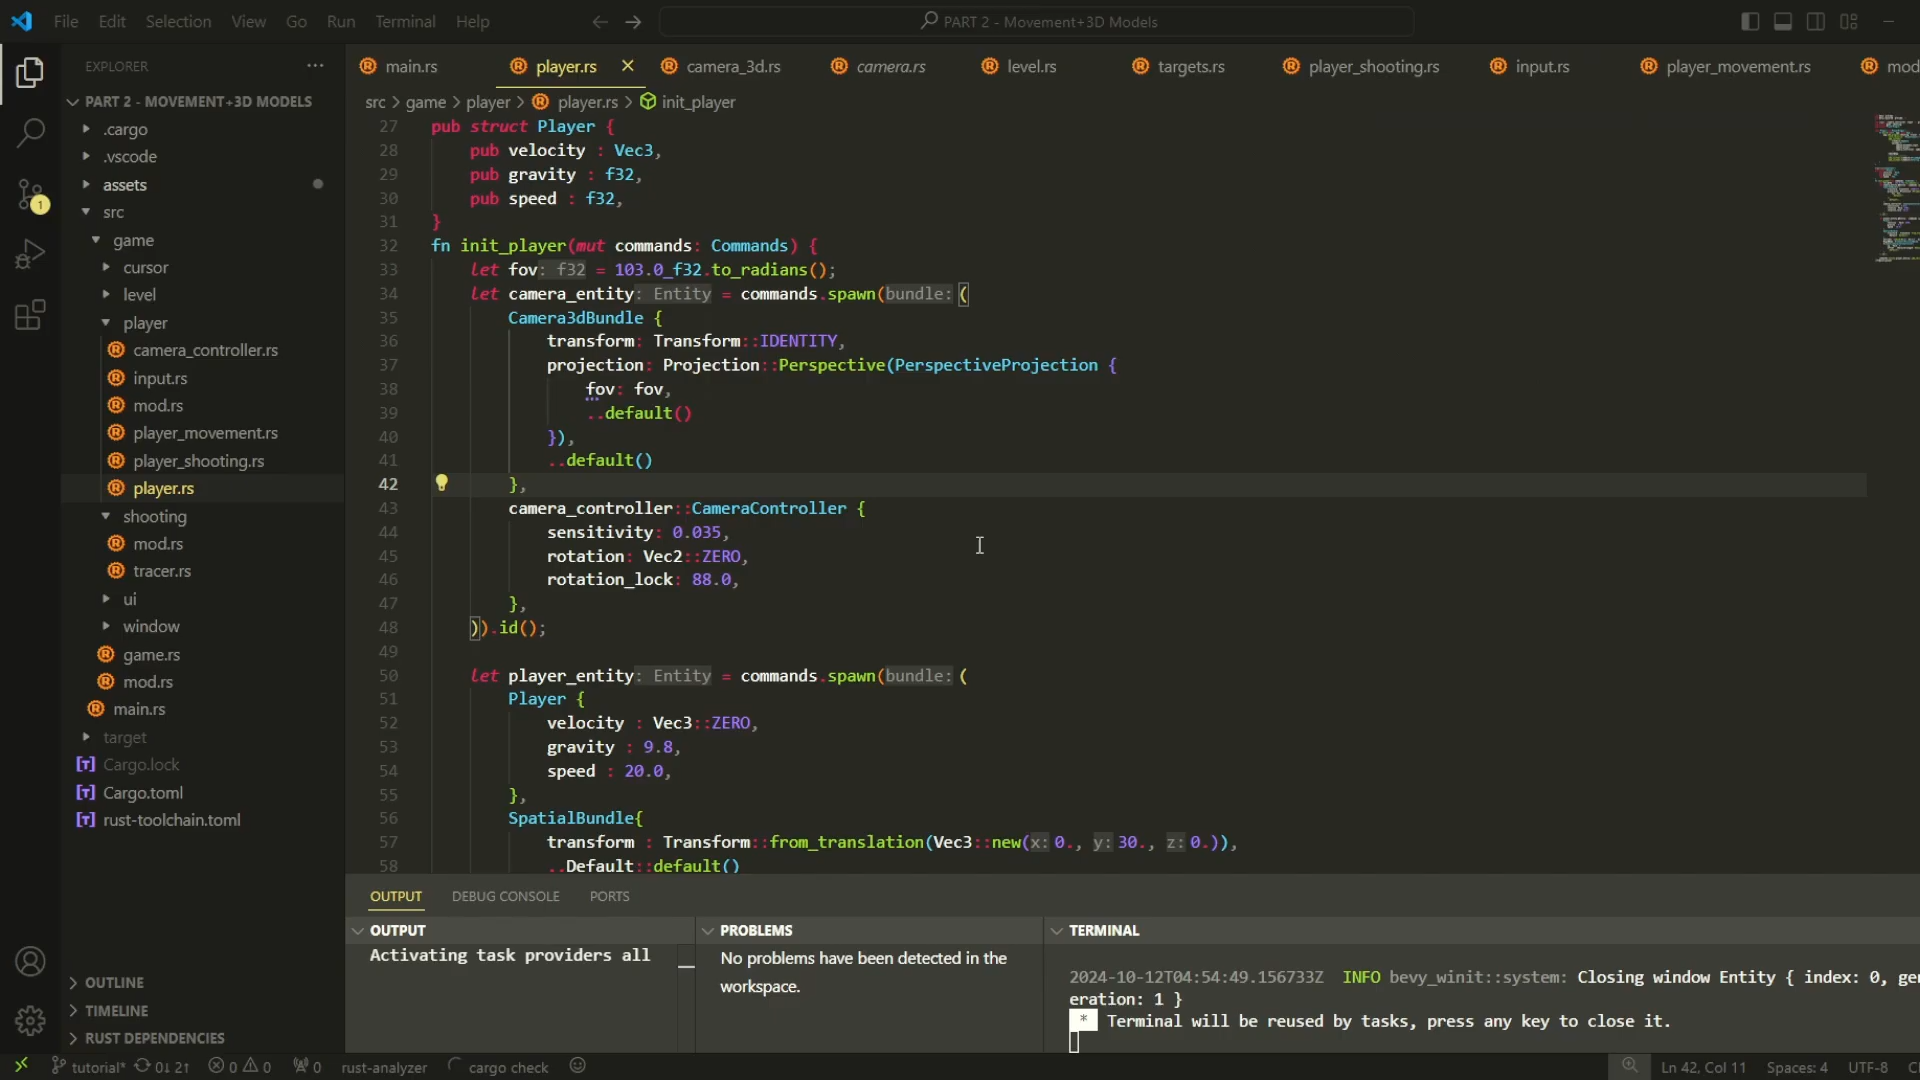 File Edit Selection View Go Run Terminal Help
PART 2 - Movement+3D Models
EXPLORER
PART 2 - MOVEMENT+3D MODELS
.cargo
.vscode
assets
src
game
cursor
level
player
camera_controller.rs
input.rs
mod.rs
player_movement.rs
player_shooting.rs
player.rs
shooting
mod.rs
tracer.rs
ui
window
game.rs
mod.rs
main.rs
target
Cargo.lock
Cargo.toml
rust-toolchain.toml
OUTLINE
TIMELINE
RUST DEPENDENCIES
1
main.rs player.rs camera_3d.rs camera.rs level.rs targets.rs player_shooting.rs input.rs player_movement.rs mod
src > game > player > player.rs > init_player
27 pub struct Player {
28 pub velocity : Vec3,
29 pub gravity : f32,
30 pub speed : f32,
31 }
32 fn init_player(mut commands: Commands) {
33 let fov: f32 = 103.0_f32.to_radians();
34 let camera_entity: Entity = commands.spawn(bundle: (
35 Camera3dBundle {
36 transform: Transform::IDENTITY,
37 projection: Projection::Perspective(PerspectiveProjection {
38 fov: fov,
39 ..default()
40 }),
41 ..default()
42 },
43 camera_controller::CameraController {
44 sensitivity: 0.035,
45 rotation: Vec2::ZERO,
46 rotation_lock: 88.0,
47 },
48 )).id();
49
50 let player_entity: Entity = commands.spawn(bundle: (
51 Player {
52 velocity : Vec3::ZERO,
53 gravity : 9.8,
54 speed : 20.0,
55 },
56 SpatialBundle{
57 transform : Transform::from_translation(Vec3::new(x: 0., y: 30., z: 0.)),
58 ..Default::default()
OUTPUT DEBUG CONSOLE PORTS
OUTPUT
Activating task providers all
PROBLEMS
No problems have been detected in the
workspace.
TERMINAL
2024-10-12T04:54:49.156733Z INFO bevy_winit::system: Closing window Entity { index: 0, gen
eration: 1 }
* Terminal will be reused by tasks, press any key to close it.
tutorial* 0↓ 2↑ 0 0 0 rust-analyzer cargo check Ln 42, Col 11 Spaces: 4 UTF-8